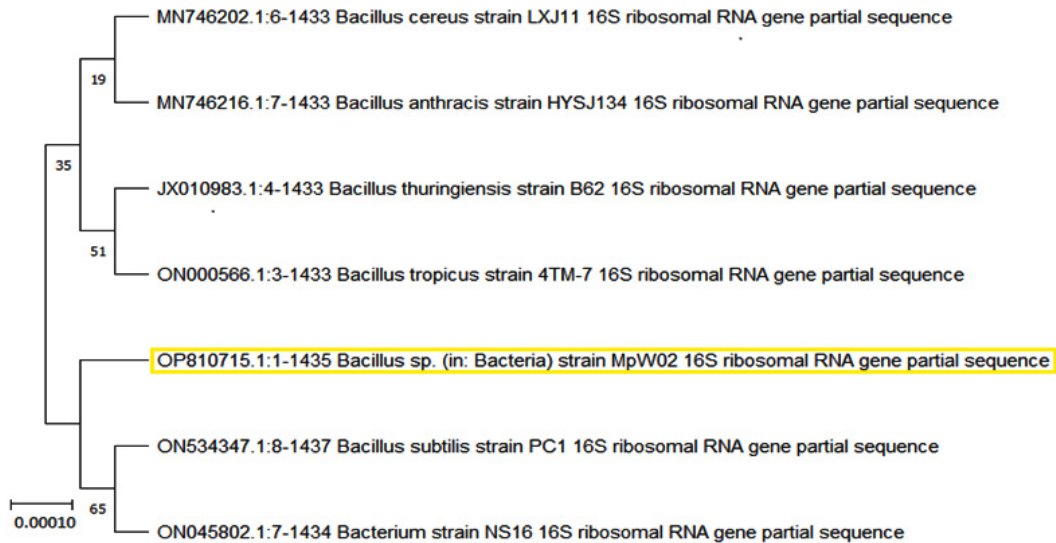 MN746202.1:6-1433 Bacillus cereus strain LXJ11 16S ribosomal RNA gene partial sequence
19
MN746216.1:7-1433 Bacillus anthracis strain HYSJ134 16S ribosomal RNA gene partial sequence
35
JX010983.1:4-1433 Bacillus thuringiensis strain B62 16S ribosomal RNA gene partial sequence
51
ON000566.1:3-1433 Bacillus tropicus strain 4TM-7 16S ribosomal RNA gene partial sequence
OP810715.1:1-1435 Bacillus sp. (in: Bacteria) strain MpW02 16S ribosomal RNA gene partial sequence
ON534347.1:8-1437 Bacillus subtilis strain PC1 16S ribosomal RNA gene partial sequence
65
0.00010
ON045802.1:7-1434 Bacterium strain NS16 16S ribosomal RNA gene partial sequence